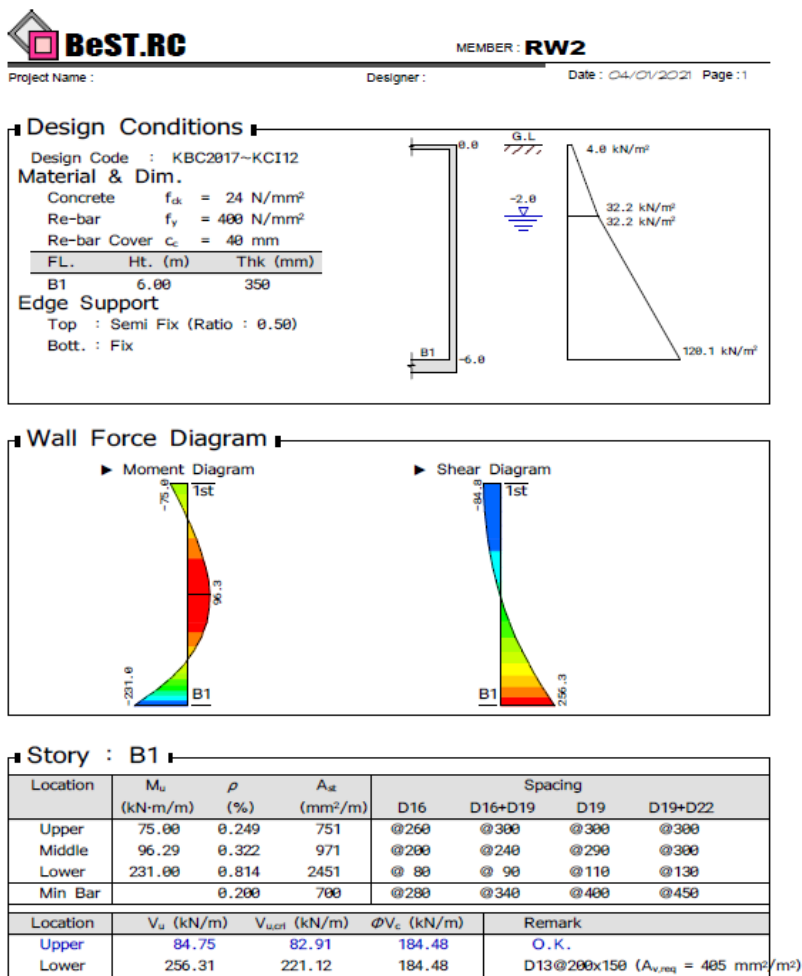 BeST.RC
MEMBER : RW2
Project Name :
Designer :
Date : 04/01/2021 Page : 1
Design Conditions
Design Code : KBC2017~KCI12
Material & Dim.
Concrete fck = 24 N/mm²
Re-bar fy = 400 N/mm²
Re-bar Cover cc = 40 mm
FL. Ht. (m) Thk (mm)
B1 6.00 350
Edge Support
Top : Semi Fix (Ratio : 0.50)
Bott. : Fix
0.0
B1
-6.0
G.L
-2.0
4.0 kN/m²
32.2 kN/m²
32.2 kN/m²
120.1 kN/m²
Wall Force Diagram
► Moment Diagram
-75.0
1st
96.3
-231.0
B1
► Shear Diagram
-84.8
1st
B1
256.3
Story : B1
Location Mu ρ Ast Spacing
(kN·m/m) (%) (mm²/m) D16 D16+D19 D19 D19+D22
Upper 75.00 0.249 751 @260 @300 @300 @300
Middle 96.29 0.322 971 @200 @240 @290 @300
Lower 231.00 0.814 2451 @ 80 @ 90 @110 @130
Min Bar 0.200 700 @280 @340 @400 @450
Location Vu (kN/m) Vu,cri (kN/m) ΦVc (kN/m) Remark
Upper 84.75 82.91 184.48 O.K.
Lower 256.31 221.12 184.48 D13@200x150 (Av,req = 405 mm²/m²)